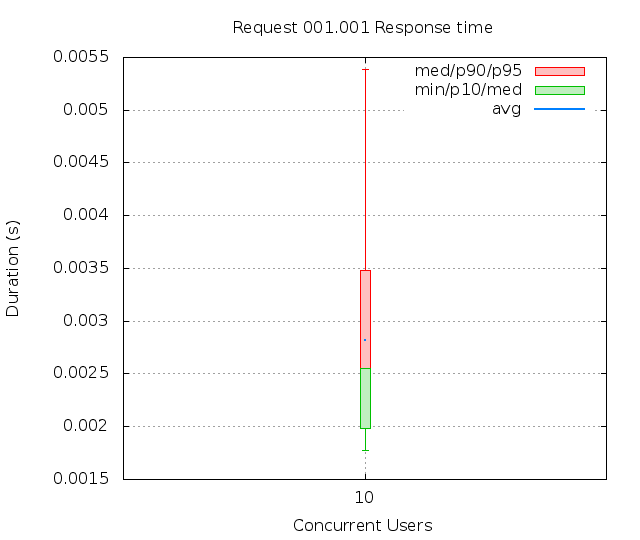 Request 001.001 Response time
0.0055
0.005
0.0045
0.004
0.0035
0.003
0.0025
0.002
0.0015
Duration (s)
med/p90/p95
min/p10/med
avg
10
Concurrent Users